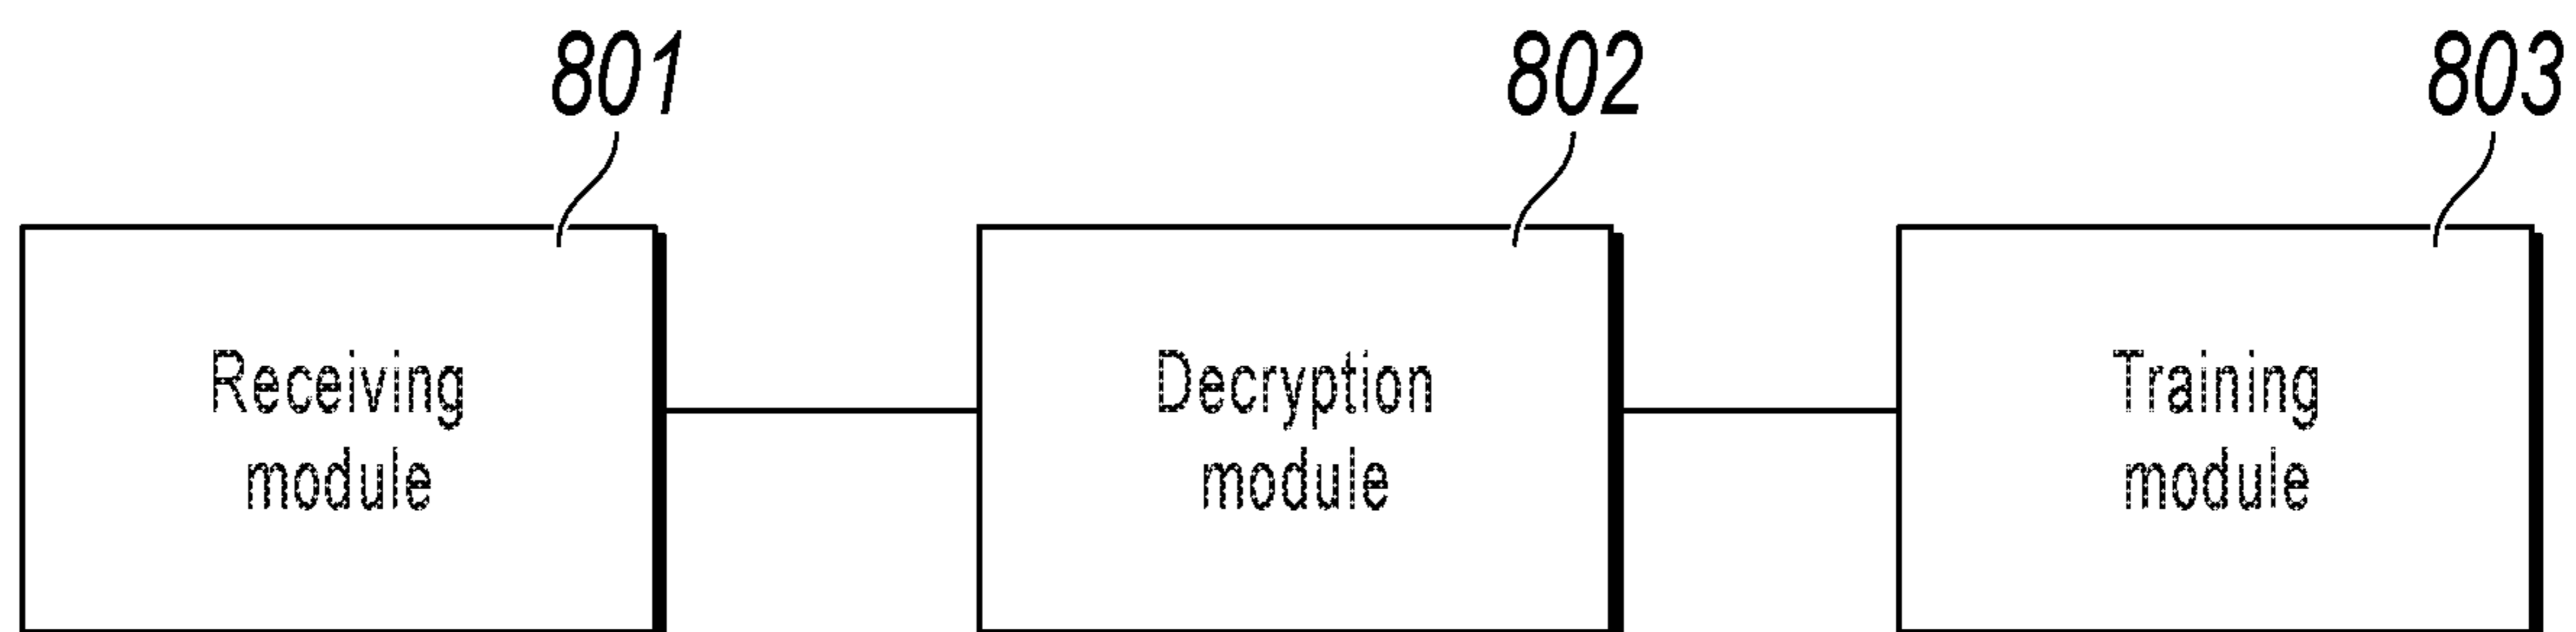 801
802
803
Receiving
module
Decryption
module
Training
module